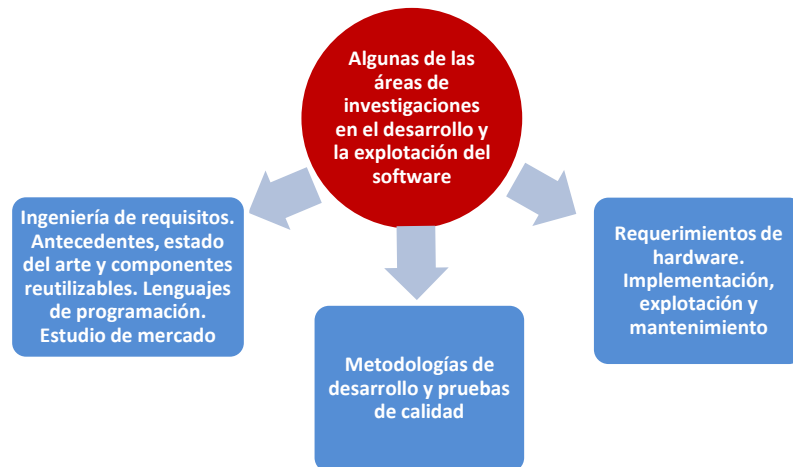 Algunas de las
áreas de
investigaciones
en el desarrollo y
la explotación del
software
Ingeniería de requisitos.
Antecedentes, estado
del arte y componentes
reutilizables. Lenguajes
de programación.
Estudio de mercado
Metodologías de
desarrollo y pruebas
de calidad
Requerimientos de
hardware.
Implementación,
explotación y
mantenimiento